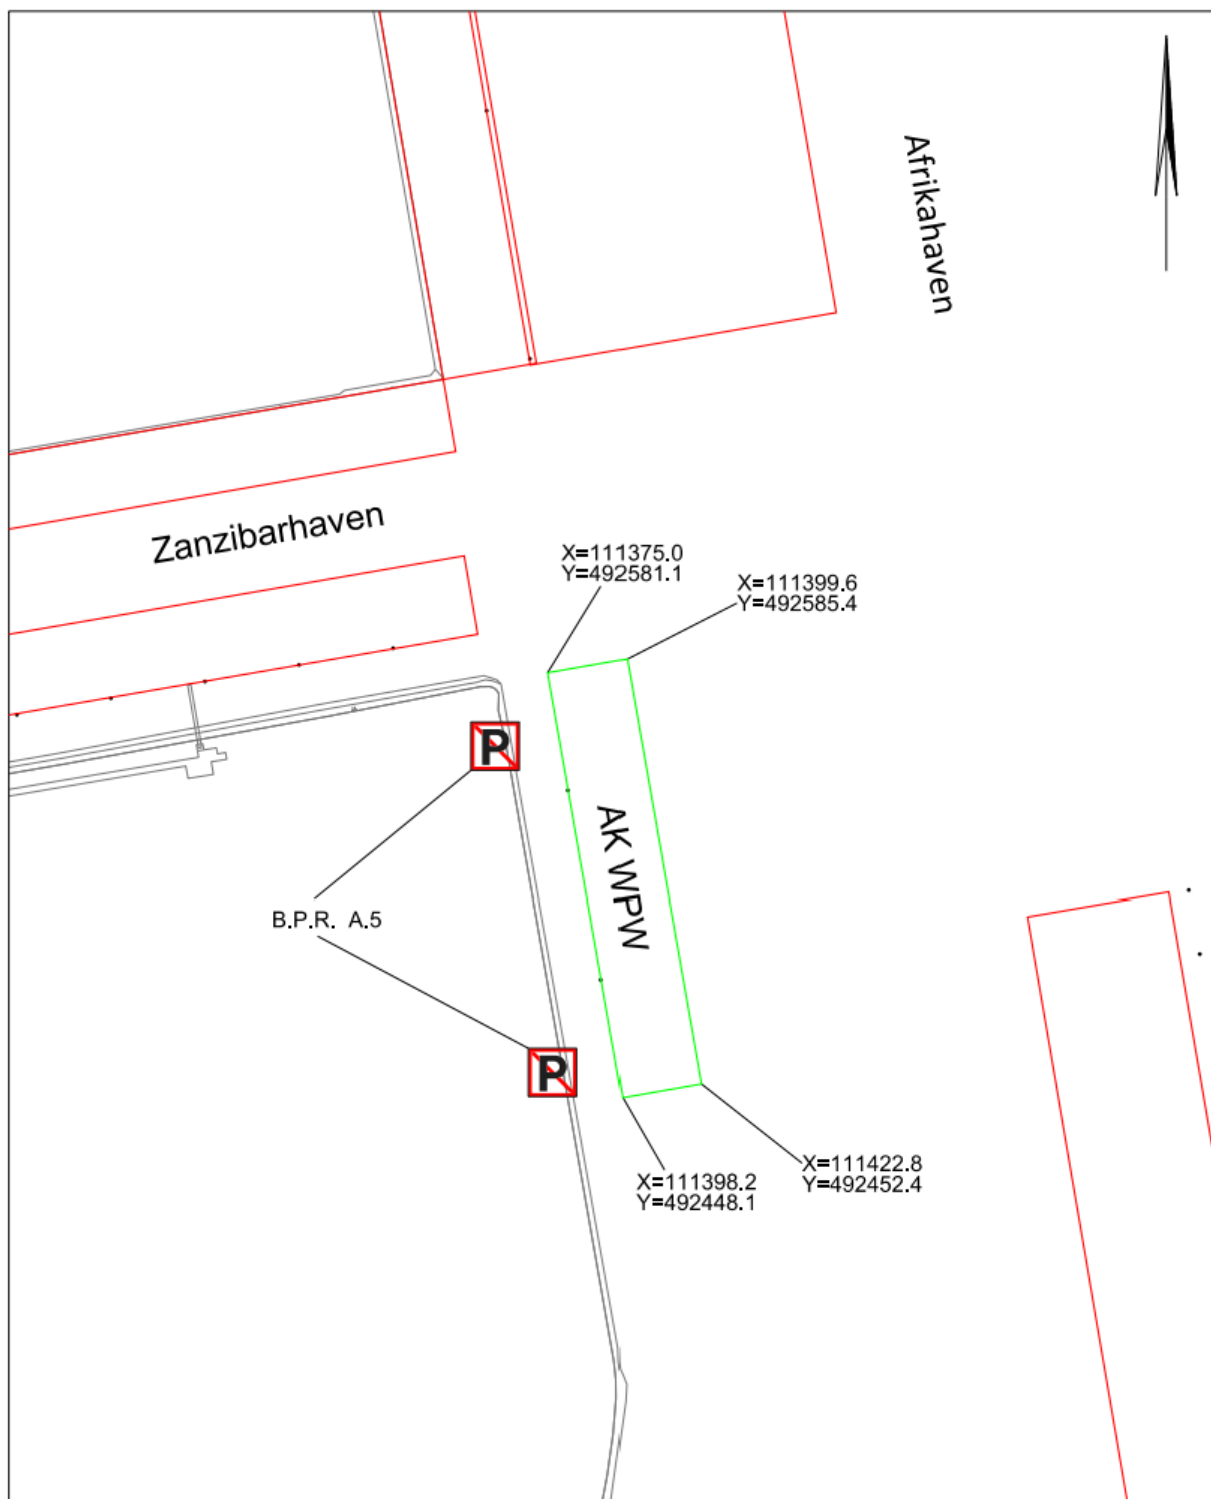 Afrikahaven
Zanzibarhaven
X=111375.0
Y=492581.1
X=111399.6
Y=492585.4
P
AK WPW
B.P.R. A.5
P
X=111422.8
Y=492452.4
X=111398.2
Y=492448.1